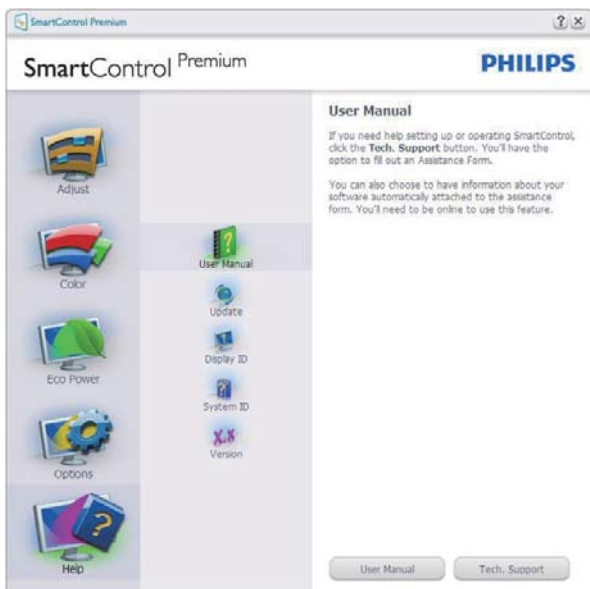 SmartControl Premium
SmartControl Premium
PHILIPS
Adjust
Color
Eco Power
Options
Help
User Manual
Update
Display ID
System ID
X.X
Version
User Manual
If you need help setting up or operating SmartControl,
click the Tech. Support button. You'll have the
option to fill out an Assistance Form.
You can also choose to have information about your
software automatically attached to the assistance
form. You'll need to be online to use this feature.
User Manual
Tech. Support